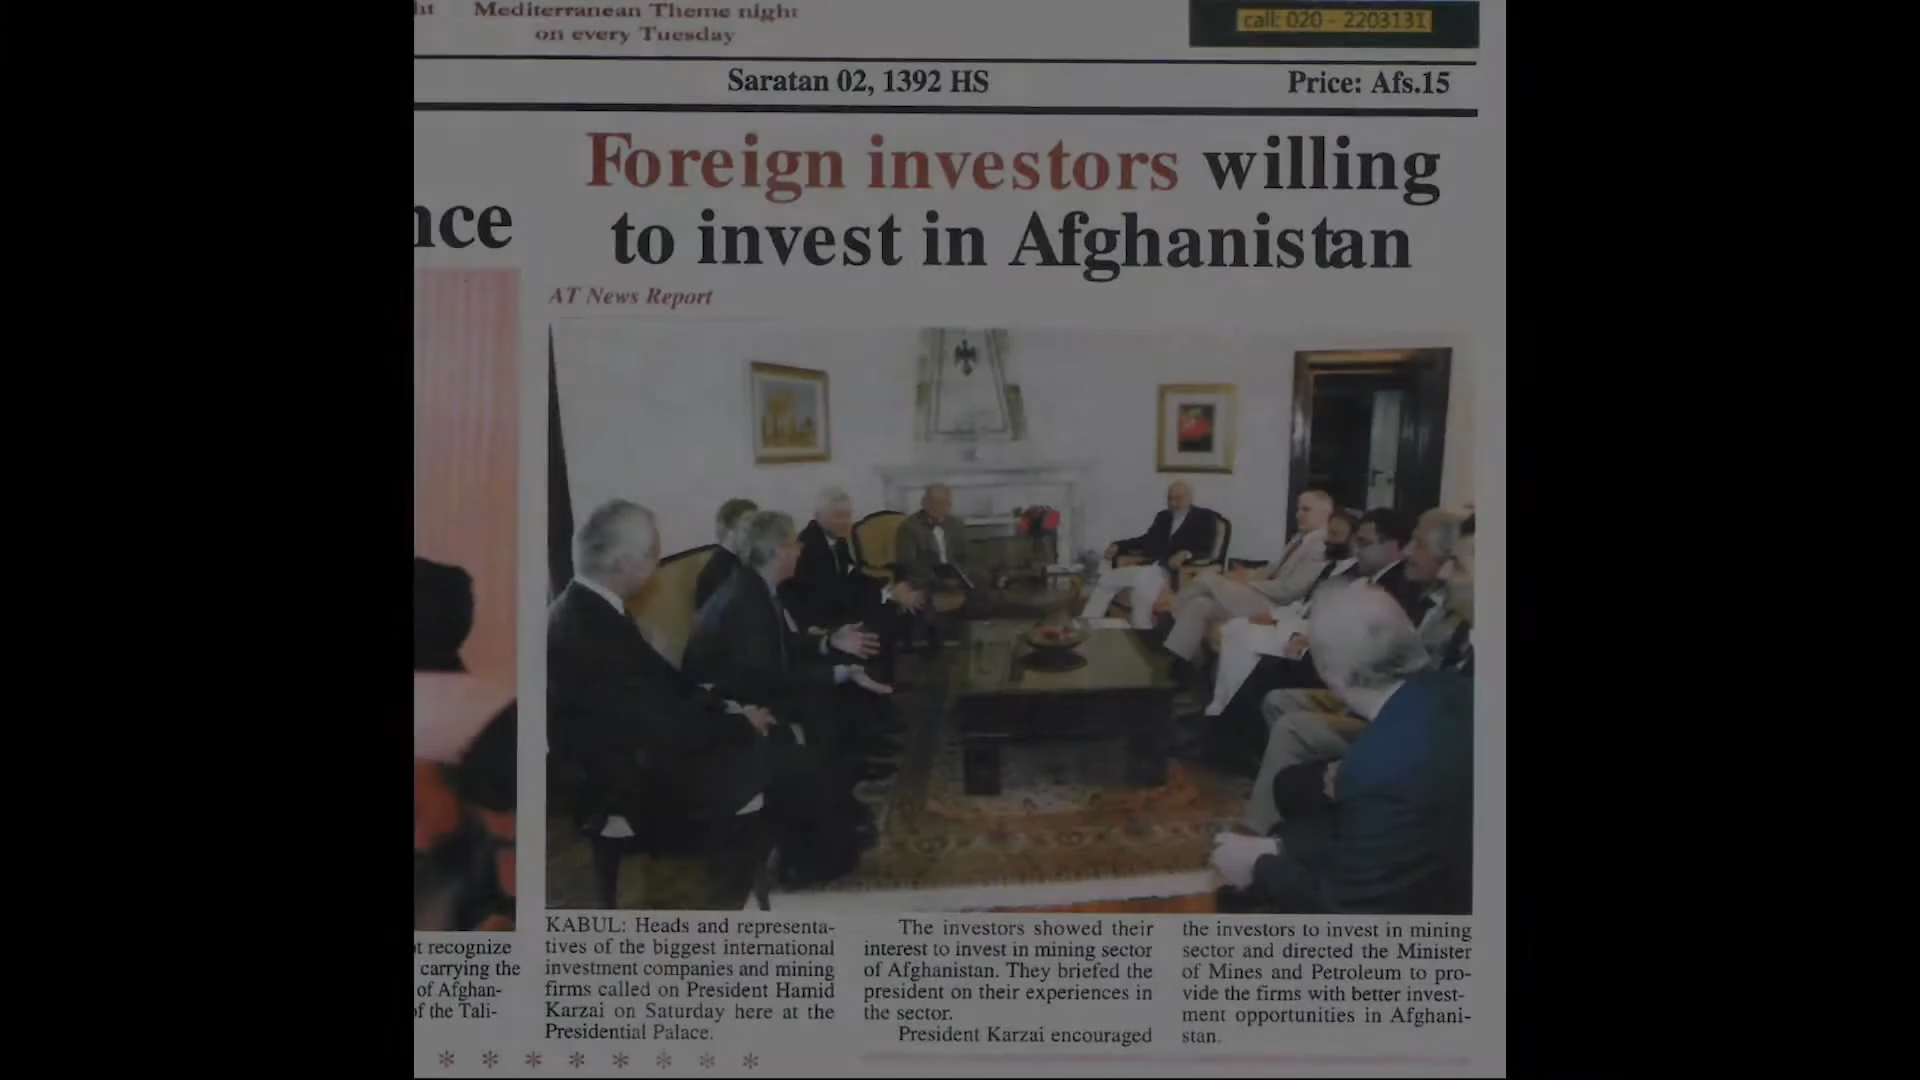 Mediterranean Theme night
on every Tuesday
call: 020 - 2203131
Saratan 02, 1392 HS
Price: Afs.15
Foreign investors willing
to invest in Afghanistan
AT News Report
KABUL: Heads and representa-
tives of the biggest international
investment companies and mining
firms called on President Hamid
Karzai on Saturday here at the
Presidential Palace.
The investors showed their
interest to invest in mining sector
of Afghanistan. They briefed the
president on their experiences in
the sector.
President Karzai encouraged
the investors to invest in mining
sector and directed the Minister
of Mines and Petroleum to pro-
vide the firms with better invest-
ment opportunities in Afghani-
stan.
recognize
carrying the
of Afghan-
of the Tali-